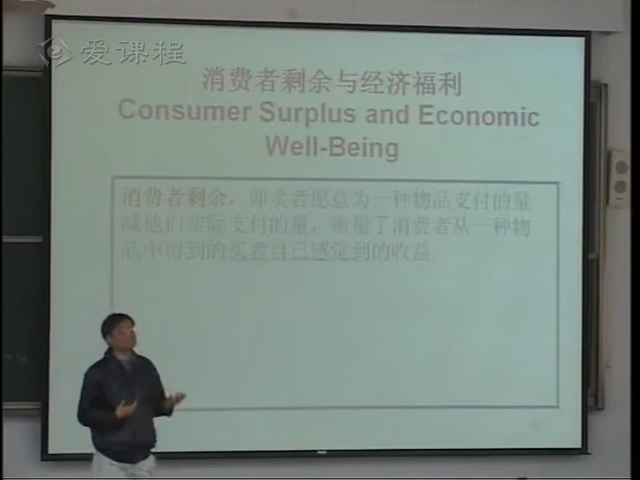 爱课程
消费者剩余与经济福利
Consumer Surplus and Economic
Well-Being
消费者剩余，即卖者愿意为一种物品支付的量
减他们实际支付的量，衡量了消费者从一种物
品中得到的买者自己感觉到的收益